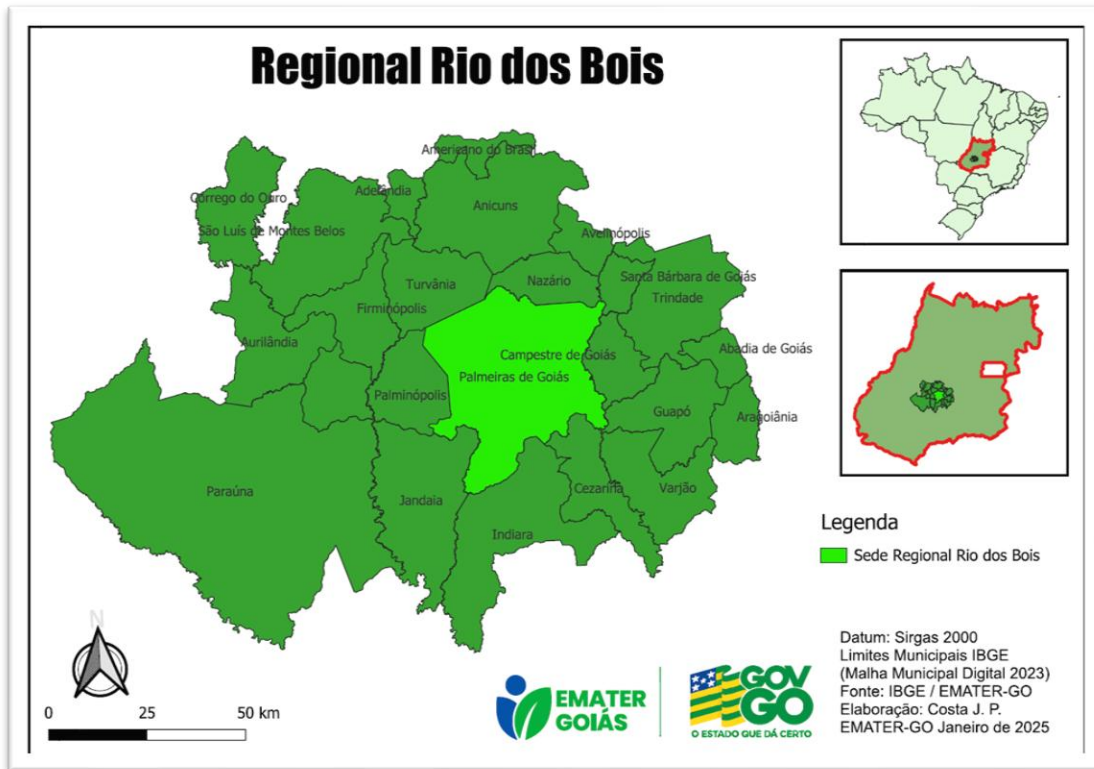 Regional Rio dos Bois
Americano do Brasil
Córrego do Ouro
Adelândia
Anicuns
São Luís de Montes Belos
Avelinópolis
Turvânia
Nazário
Santa Bárbara de Goiás
Trindade
Firminópolis
Aurilândia
Campestre de Goiás
Abadia de Goiás
Palmeiras de Goiás
Palminópolis
Guapó
Aragoiânia
Paraúna
Jandaia
Cezarina
Varjão
Indiara
Legenda
Sede Regional Rio dos Bois
N
0 25 50 km
EMATER
GOIÁS
GOV
GO
O ESTADO QUE DÁ CERTO
Datum: Sirgas 2000
Limites Municipais IBGE
(Malha Municipal Digital 2023)
Fonte: IBGE / EMATER-GO
Elaboração: Costa J. P.
EMATER-GO Janeiro de 2025